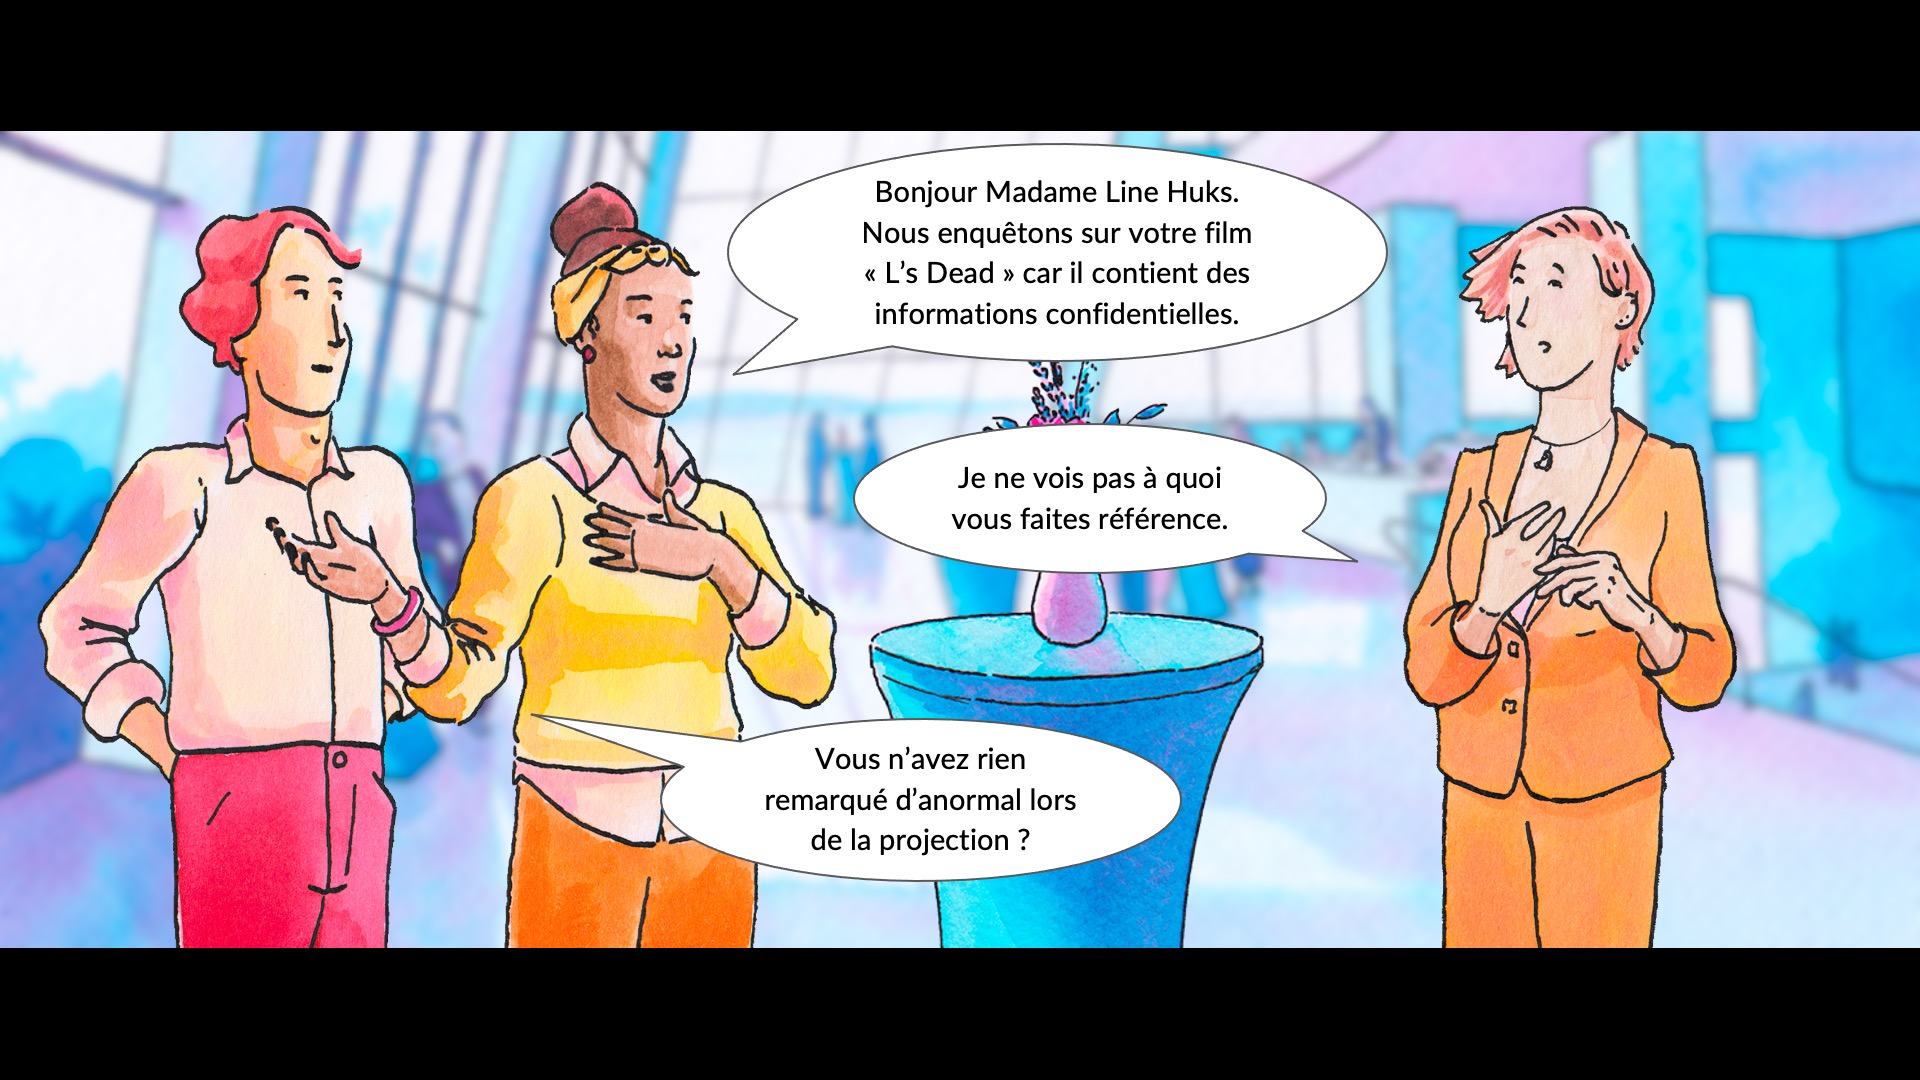 Bonjour Madame Line Huks.
Nous enquêtons sur votre film
« L’s Dead » car il contient des
informations confidentielles.
Je ne vois pas à quoi
vous faites référence.
Vous n’avez rien
remarqué d’anormal lors
de la projection ?